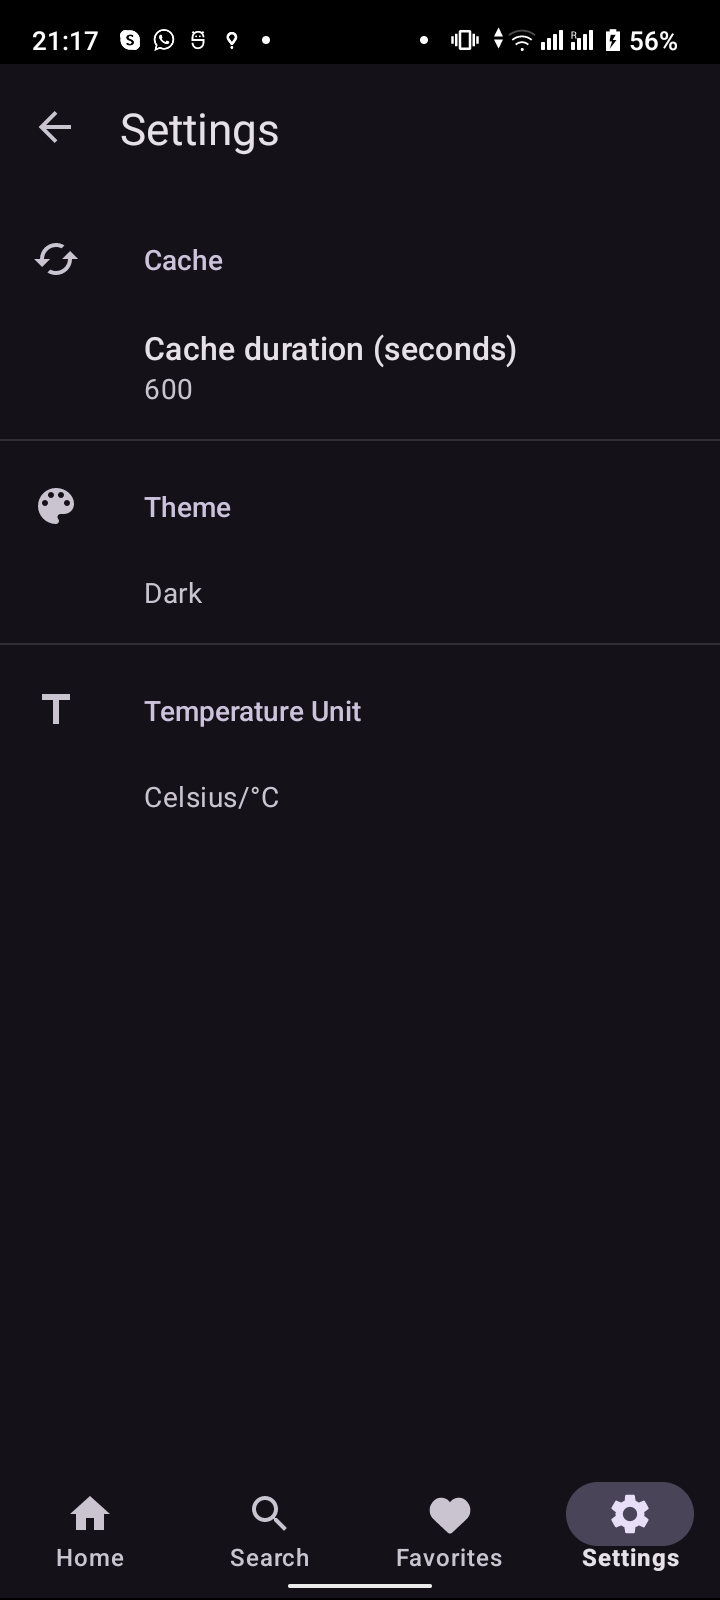 21:17
56%
Settings
Cache
Cache duration (seconds)
600
Theme
Dark
Temperature Unit
Celsius/°C
Home
Search
Favorites
Settings